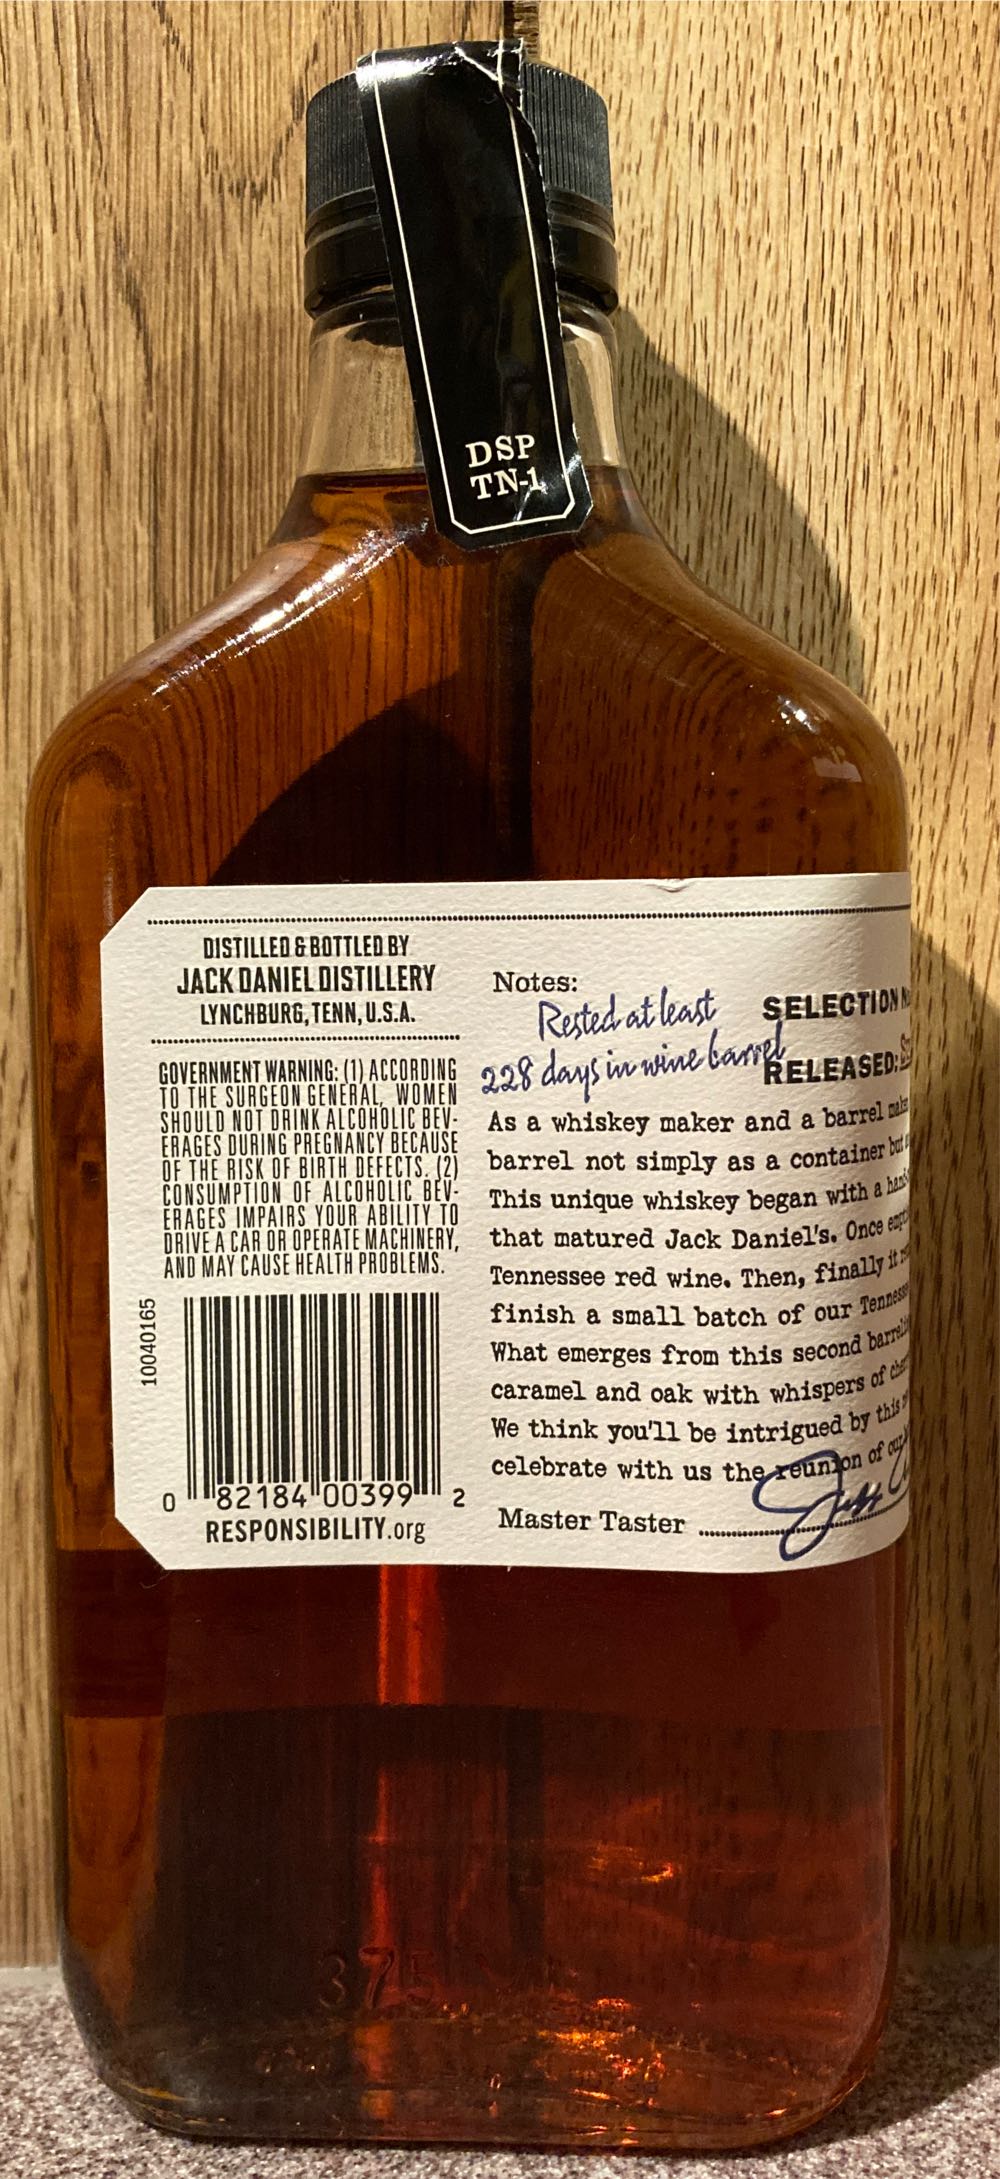 DSP
TN-1
DISTILLED & BOTTLED BY
JACK DANIEL DISTILLERY
LYNCHBURG, TENN, U.S.A.
GOVERNMENT WARNING: (1) ACCORDING
TO THE SURGEON GENERAL, WOMEN
SHOULD NOT DRINK ALCOHOLIC BEV-
ERAGES DURING PREGNANCY BECAUSE
OF THE RISK OF BIRTH DEFECTS. (2)
CONSUMPTION OF ALCOHOLIC BEV-
ERAGES IMPAIRS YOUR ABILITY TO
DRIVE A CAR OR OPERATE MACHINERY,
AND MAY CAUSE HEALTH PROBLEMS.
10040165
0 82184 00399 2
RESPONSIBILITY.org
Notes:
Rested at least
228 days in wine barrel
SELECTION
RELEASED:
As a whiskey maker and a barrel
barrel not simply as a container but
This unique whiskey began with a
that matured Jack Daniel's. Once
Tennessee red wine. Then, finally it
finish a small batch of our
What emerges from this second
caramel and oak with whispers of
We think you'll be intrigued by this
celebrate with us the reunion of our
Master Taster
Jeff
375